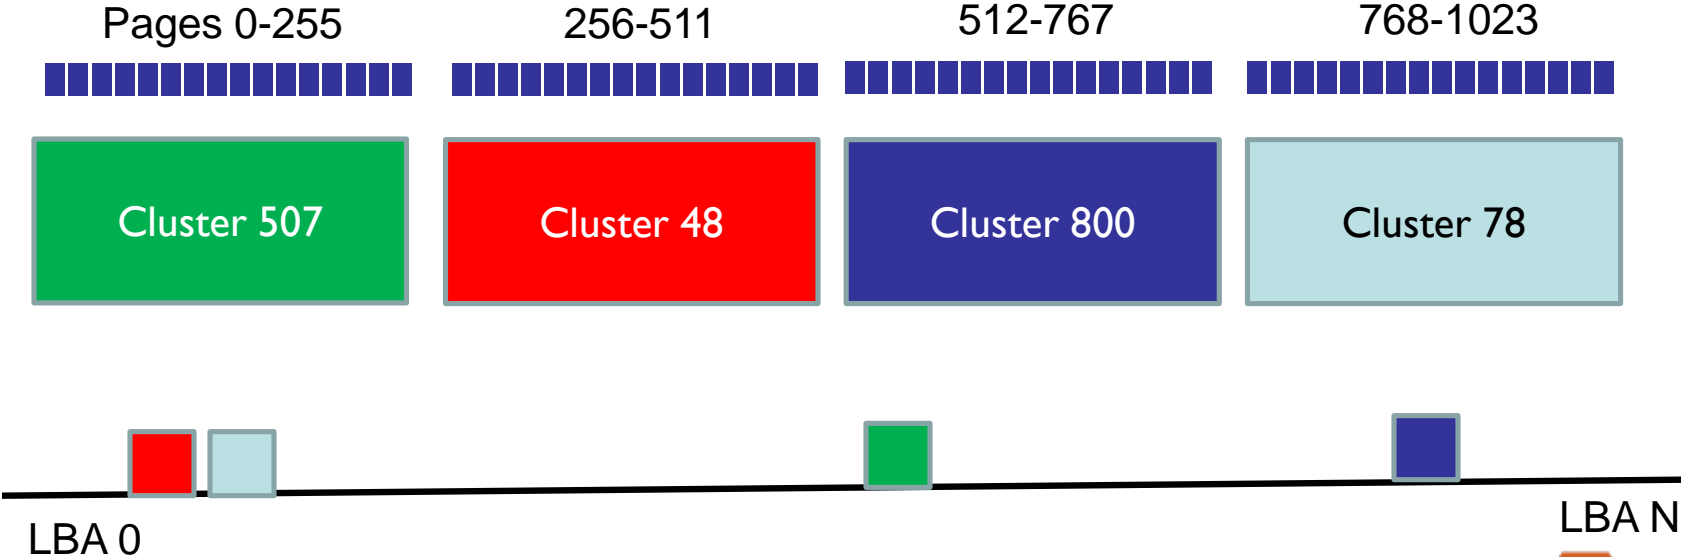 Pages 0-255
256-511
512-767
768-1023
Cluster 507
Cluster 48
Cluster 800
Cluster 78
LBA 0
LBA N